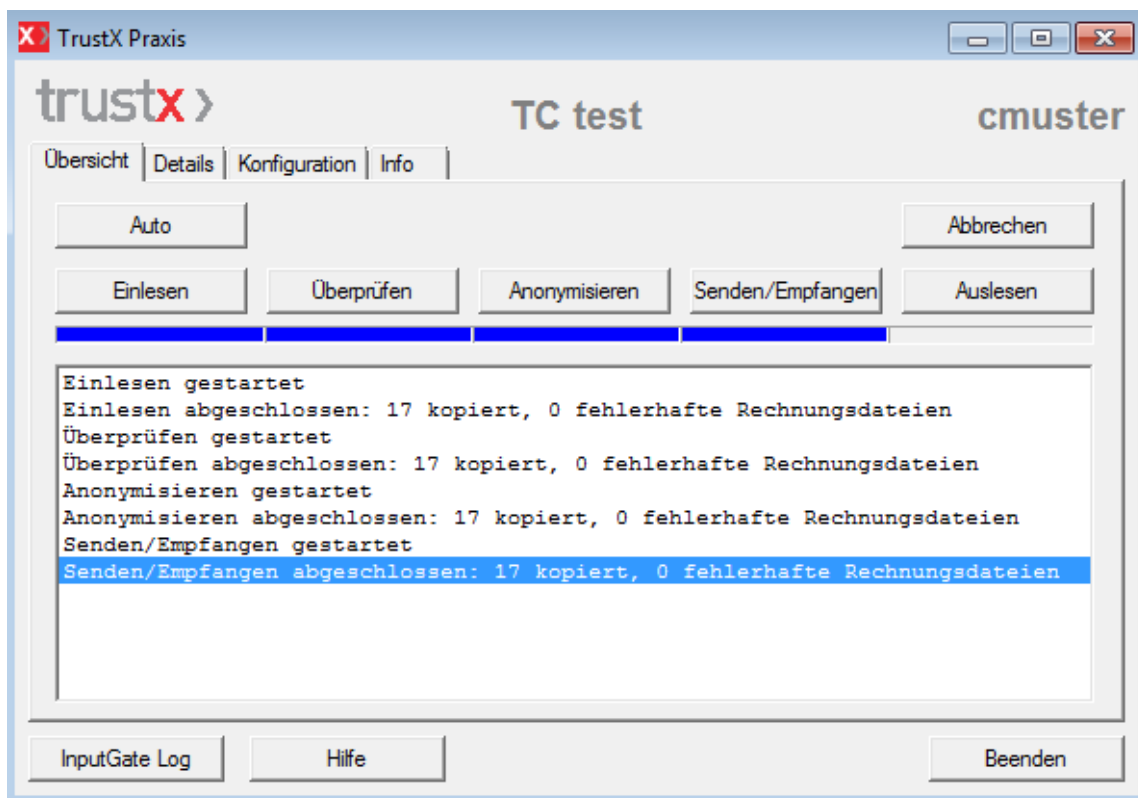 TrustX Praxis
trustx
TC test
cmuster
Übersicht Details Konfiguration Info
Auto Abbrechen
Einlesen Überprüfen Anonymisieren Senden/Empfangen Auslesen
Einlesen gestartet
Einlesen abgeschlossen: 17 kopiert, 0 fehlerhafte Rechnungsdateien
Überprüfen gestartet
Überprüfen abgeschlossen: 17 kopiert, 0 fehlerhafte Rechnungsdateien
Anonymisieren gestartet
Anonymisieren abgeschlossen: 17 kopiert, 0 fehlerhafte Rechnungsdateien
Senden/Empfangen gestartet
Senden/Empfangen abgeschlossen: 17 kopiert, 0 fehlerhafte Rechnungsdateien
InputGate Log Hilfe Beenden